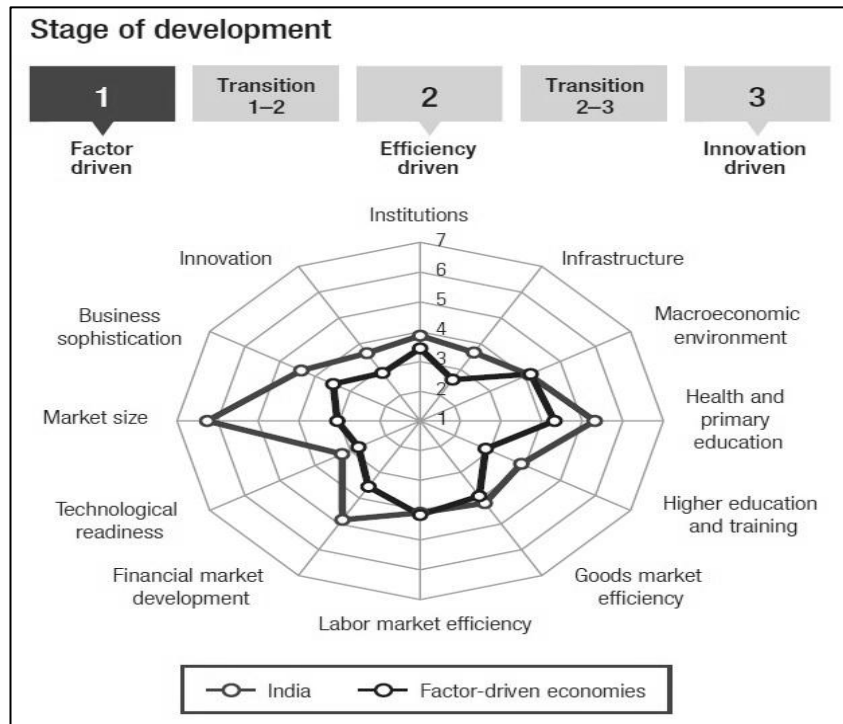 Stage of development
1
Transition
1–2
2
Transition
2–3
3
Factor
driven
Efficiency
driven
Innovation
driven
Institutions
7
6
5
4
3
2
1
Infrastructure
Macroeconomic
environment
Health and
primary
education
Higher education
and training
Goods market
efficiency
Labor market efficiency
Financial market
development
Technological
readiness
Market size
Business
sophistication
Innovation
India
Factor-driven economies